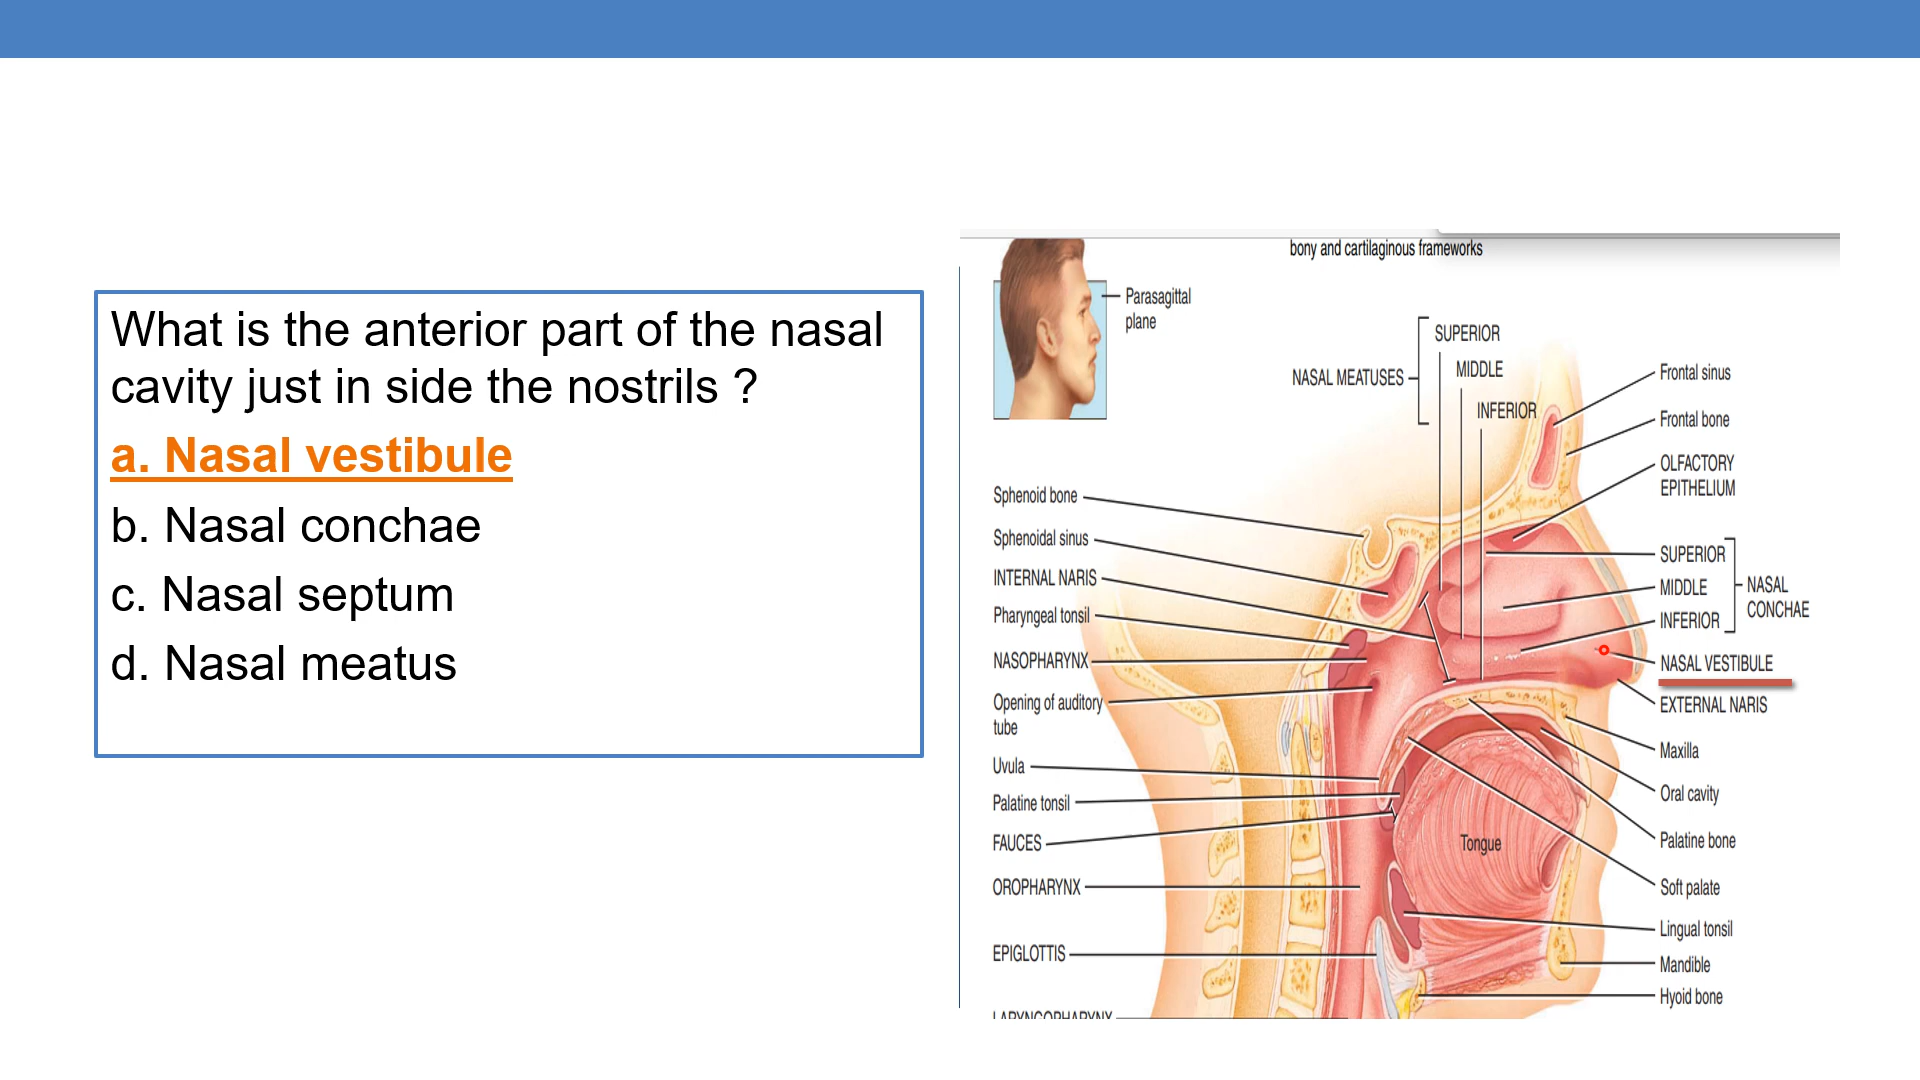 What is the anterior part of the nasal
cavity just in side the nostrils ?
a. Nasal vestibule
b. Nasal conchae
c. Nasal septum
d. Nasal meatus
bony and cartilaginous frameworks
Parasagittal
plane
NASAL MEATUSES
SUPERIOR
MIDDLE
INFERIOR
Sphenoid bone
Sphenoidal sinus
INTERNAL NARIS
Pharyngeal tonsil
NASOPHARYNX
Opening of auditory
tube
Uvula
Palatine tonsil
FAUCES
OROPHARYNX
EPIGLOTTIS
LARYNGOPHARYNX
Tongue
Frontal sinus
Frontal bone
OLFACTORY
EPITHELIUM
SUPERIOR
MIDDLE
INFERIOR
NASAL
CONCHAE
NASAL VESTIBULE
EXTERNAL NARIS
Maxilla
Oral cavity
Palatine bone
Soft palate
Lingual tonsil
Mandible
Hyoid bone